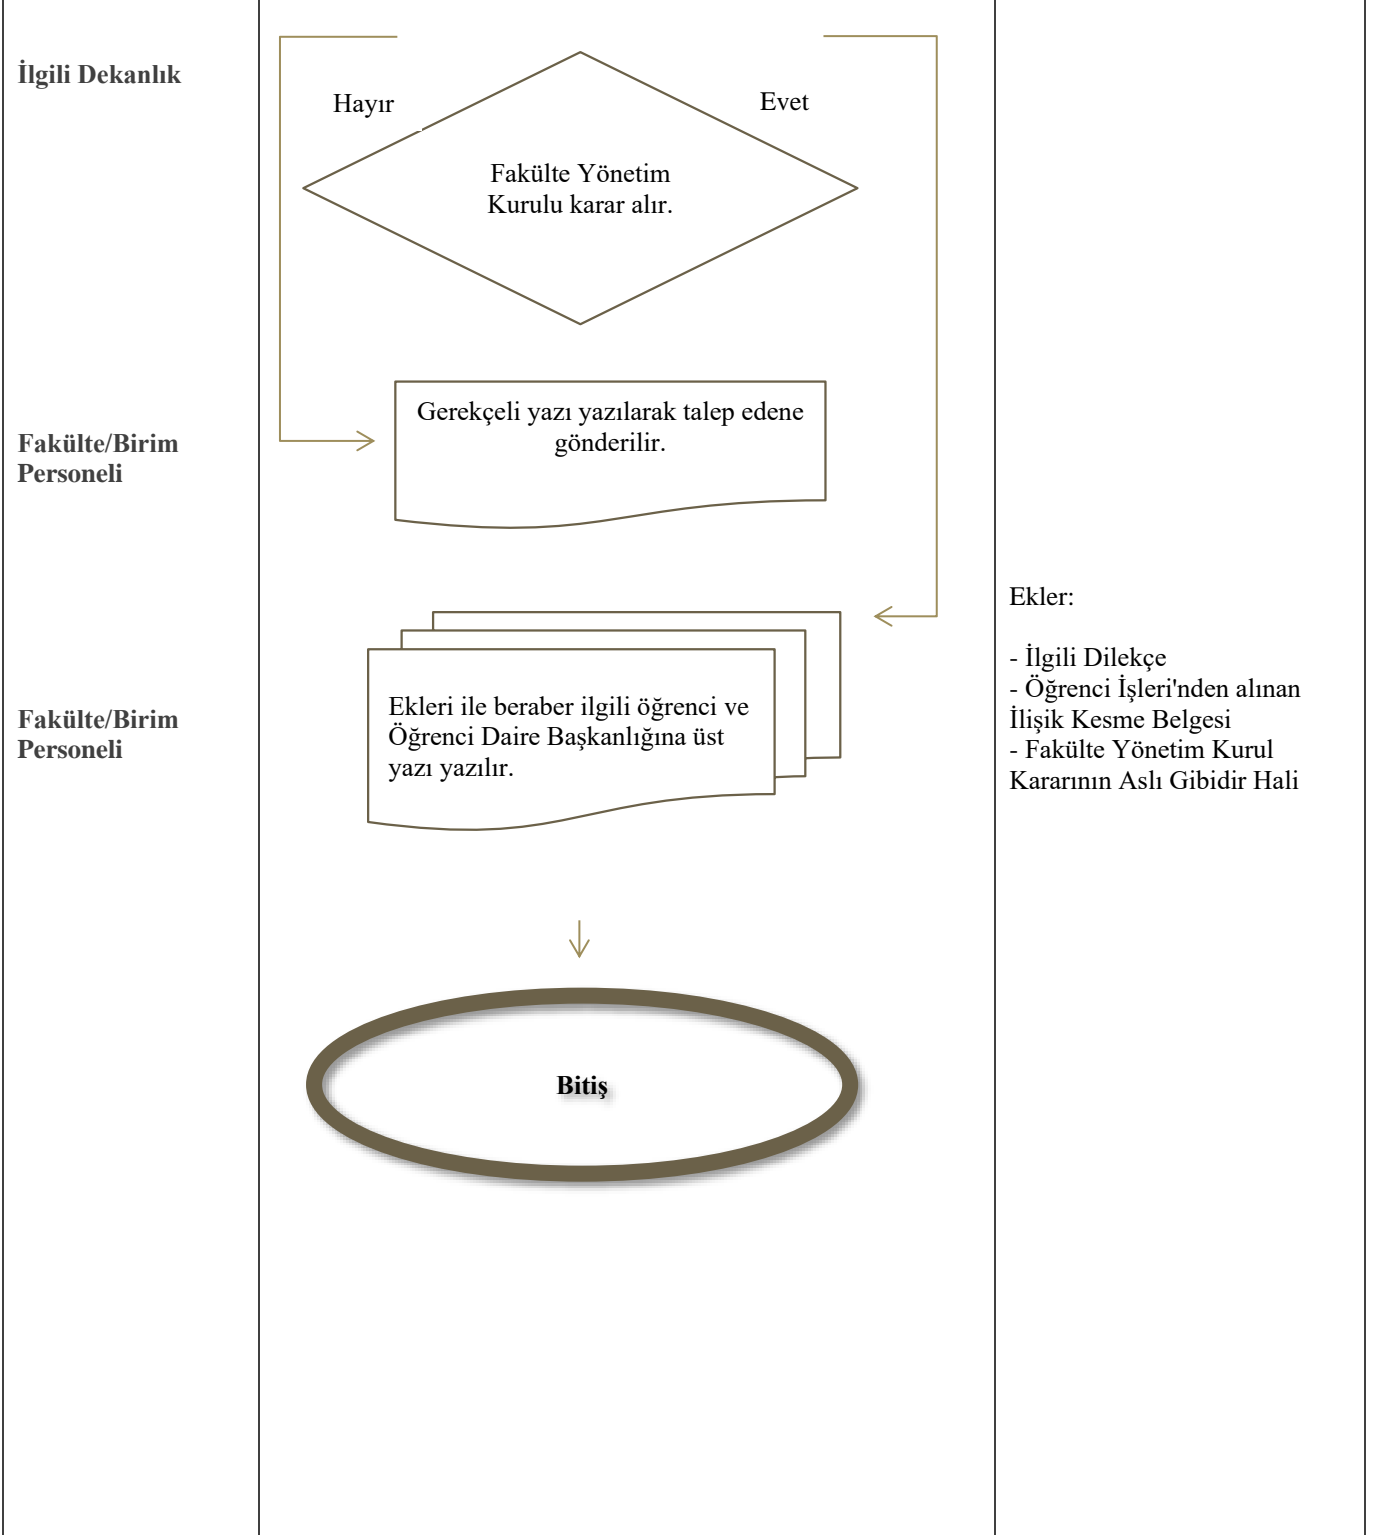 İlgili Dekanlık
Hayır
Evet
Fakülte Yönetim
Kurulu karar alır.
Fakülte/Birim
Personeli
Gerekçeli yazı yazılarak talep edene
gönderilir.
Fakülte/Birim
Personeli
Ekleri ile beraber ilgili öğrenci ve
Öğrenci Daire Başkanlığına üst
yazı yazılır.
Ekler:
- İlgili Dilekçe
- Öğrenci İşleri'nden alınan
İlişik Kesme Belgesi
- Fakülte Yönetim Kurul
Kararının Aslı Gibidir Hali
Bitiş